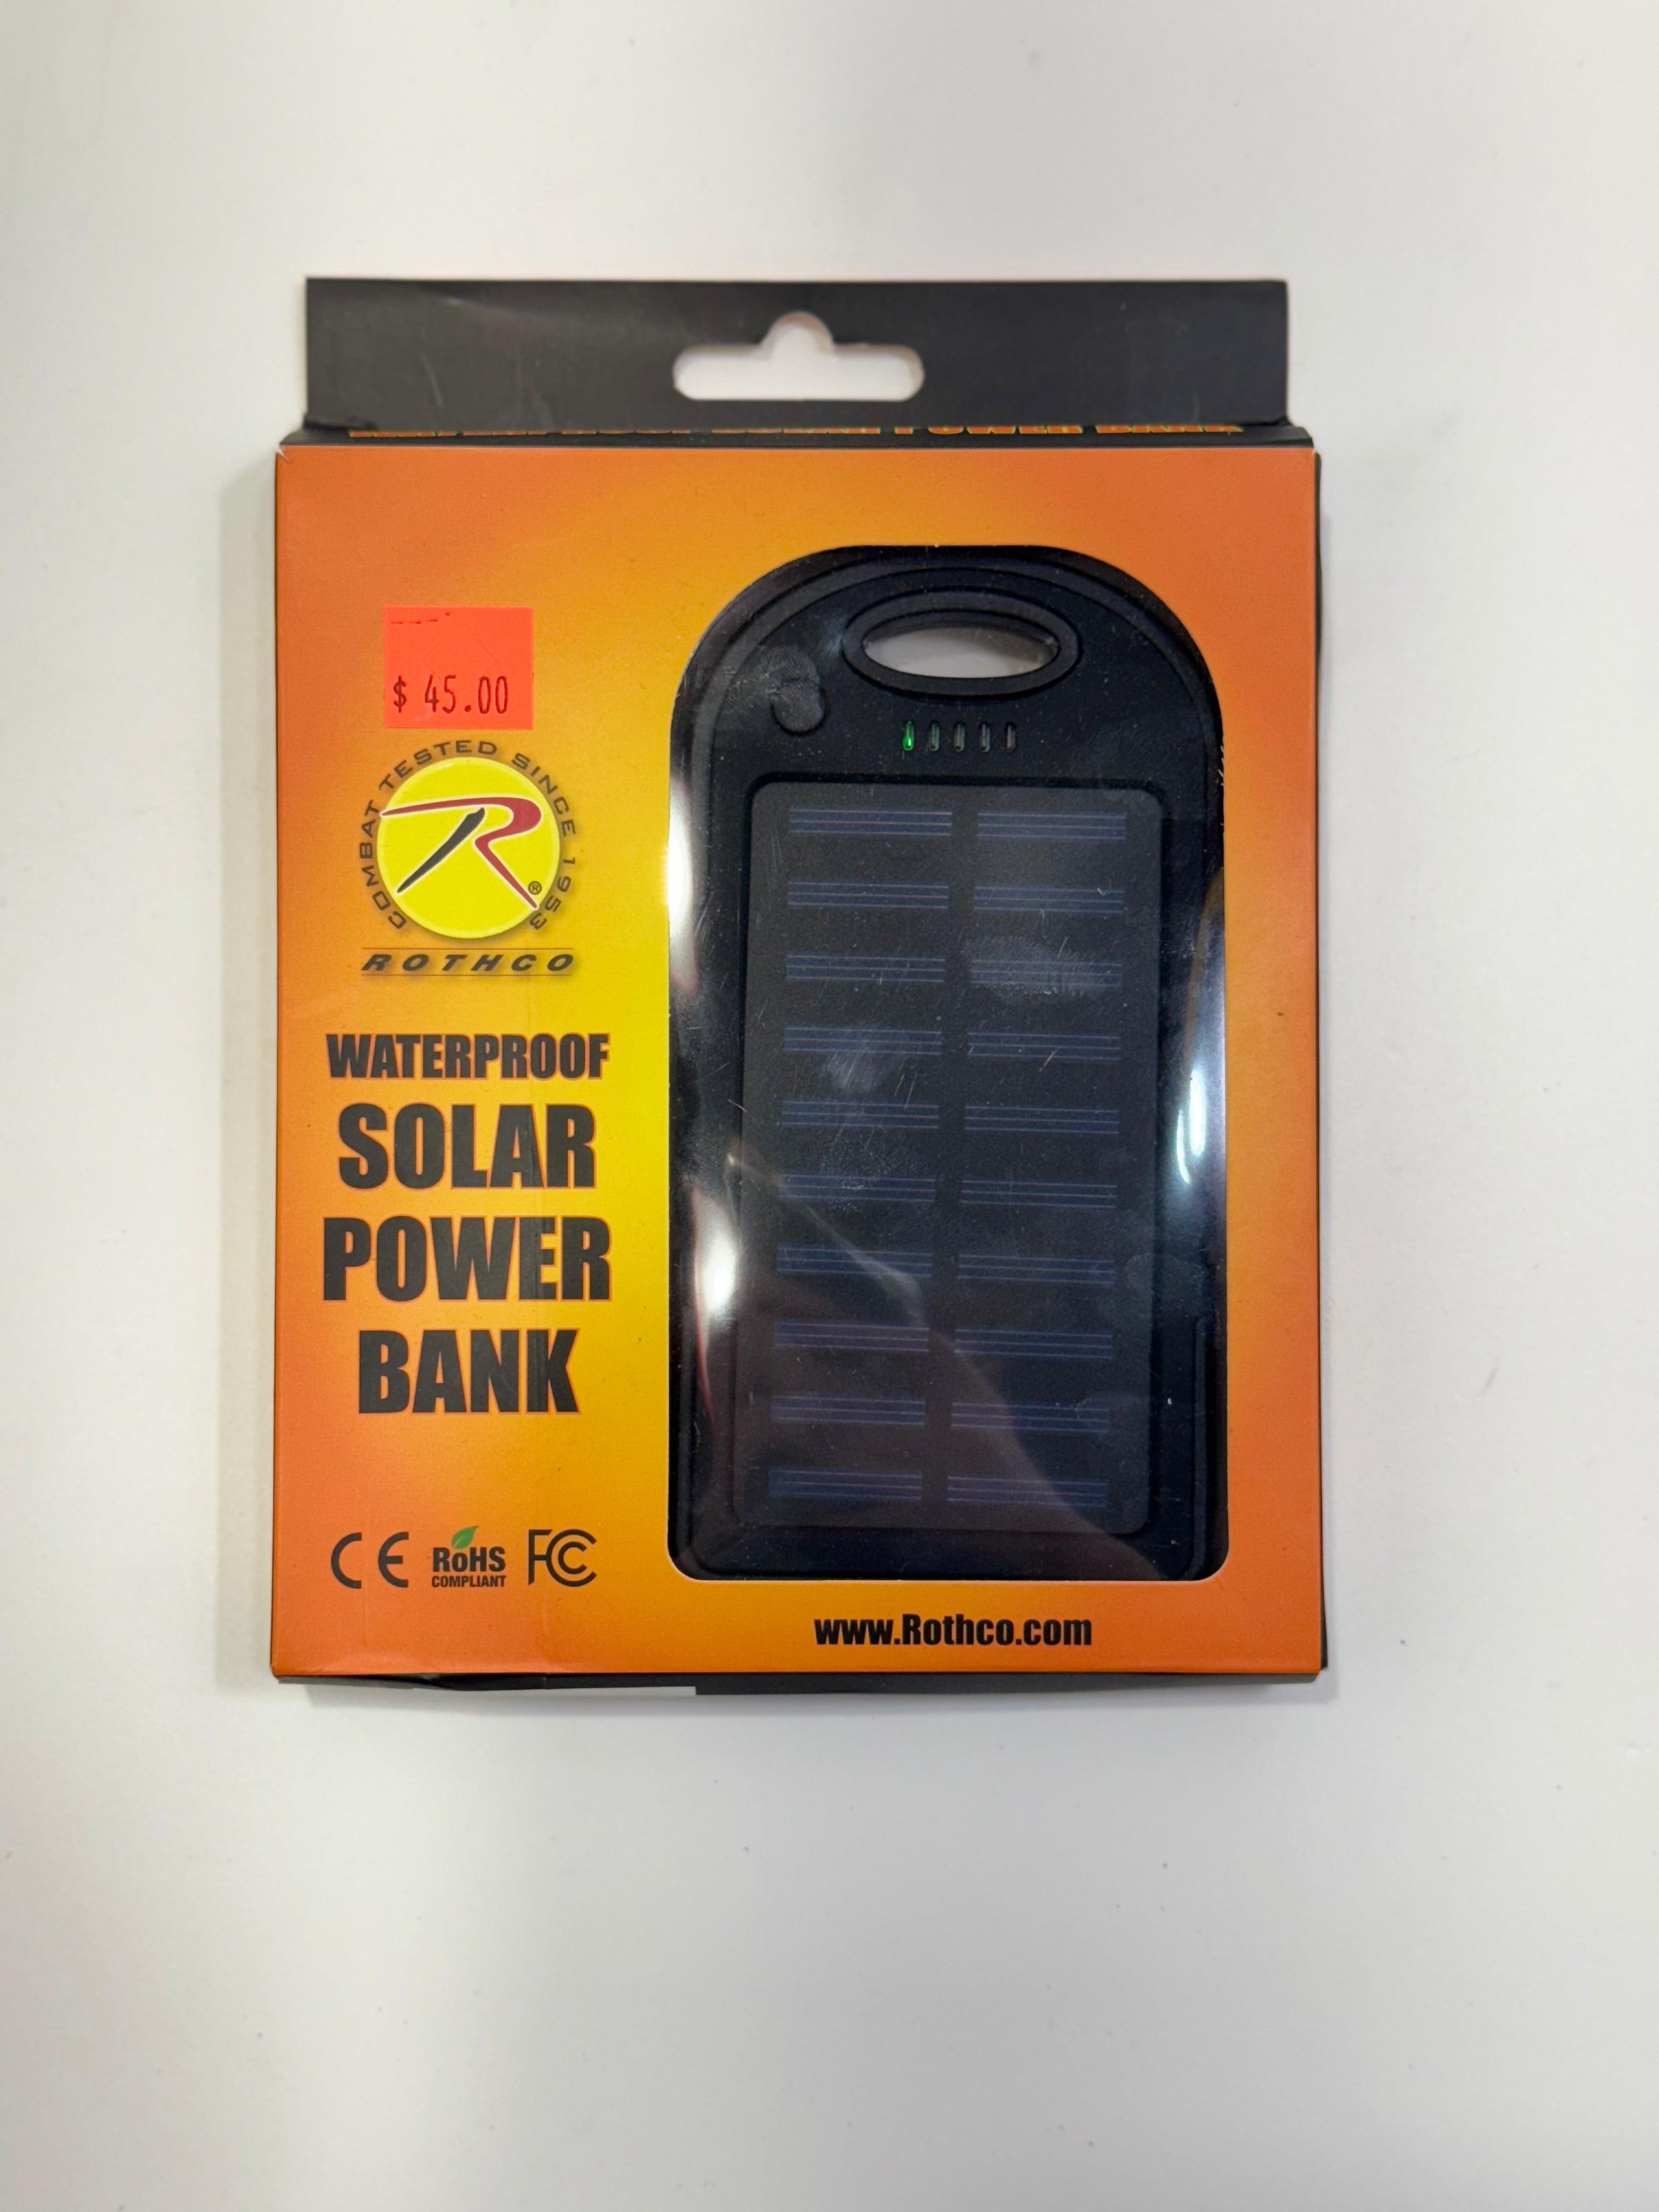 $ 45.00
COMBAT TESTED SINCE 1953
R
®
ROTHCO
WATERPROOF
SOLAR
POWER
BANK
CE
RoHS
COMPLIANT
FC
www.Rothco.com